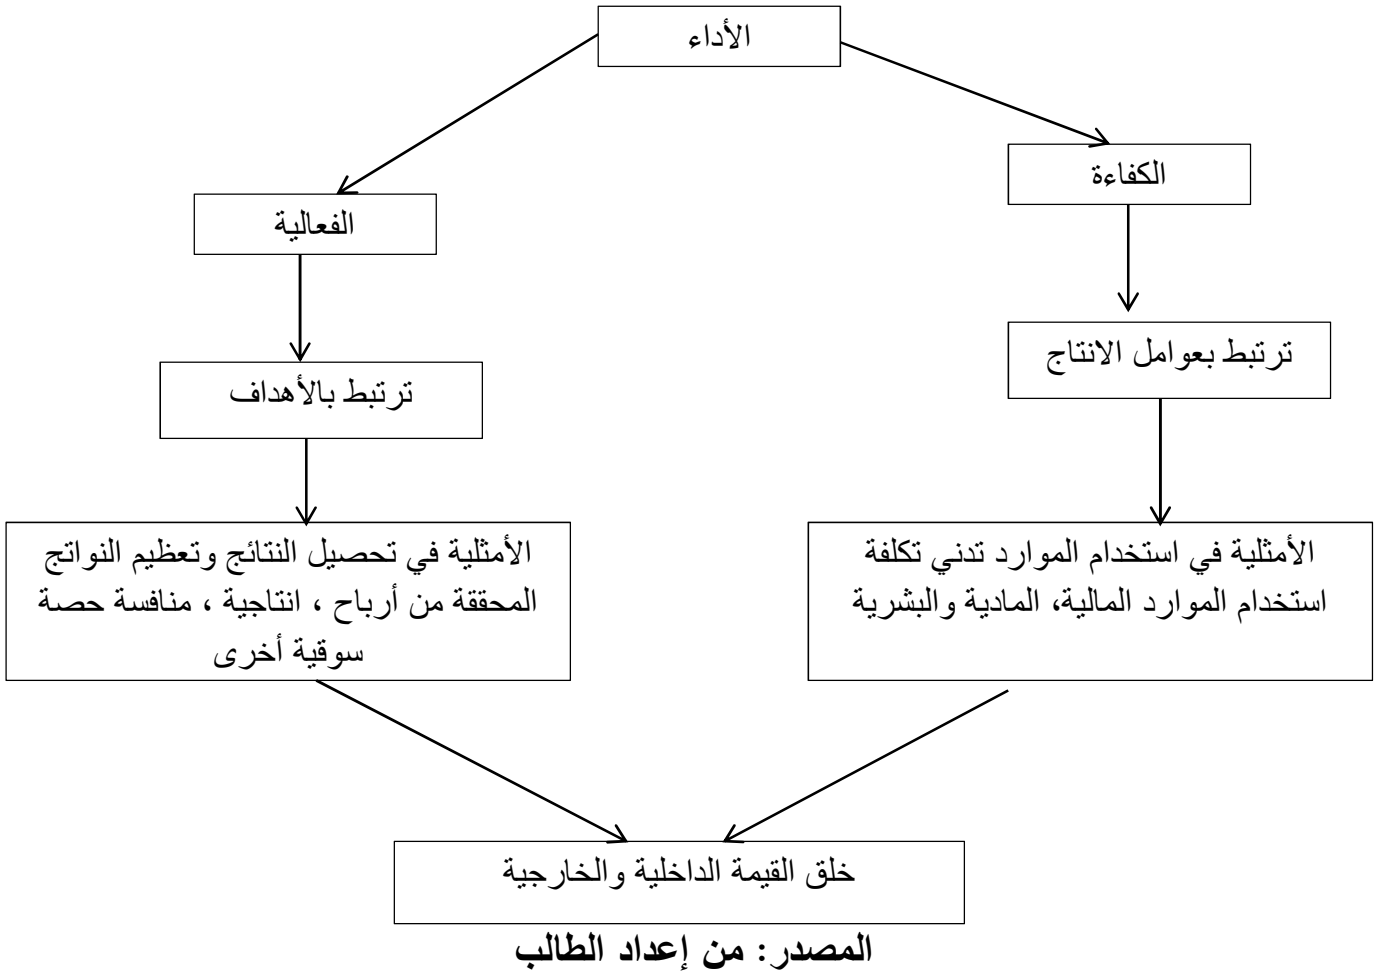 الأداء
الكفاءة
الفعالية
ترتبط بعوامل الانتاج
ترتبط بالأهداف
الأمثلية في استخدام الموارد تدني تكلفة
استخدام الموارد المالية، المادية والبشرية
الأمثلية في تحصيل النتائج وتعظيم النواتج
المحققة من أرباح ، انتاجية ، منافسة حصة
سوقية أخرى
خلق القيمة الداخلية والخارجية
المصدر: من إعداد الطالب